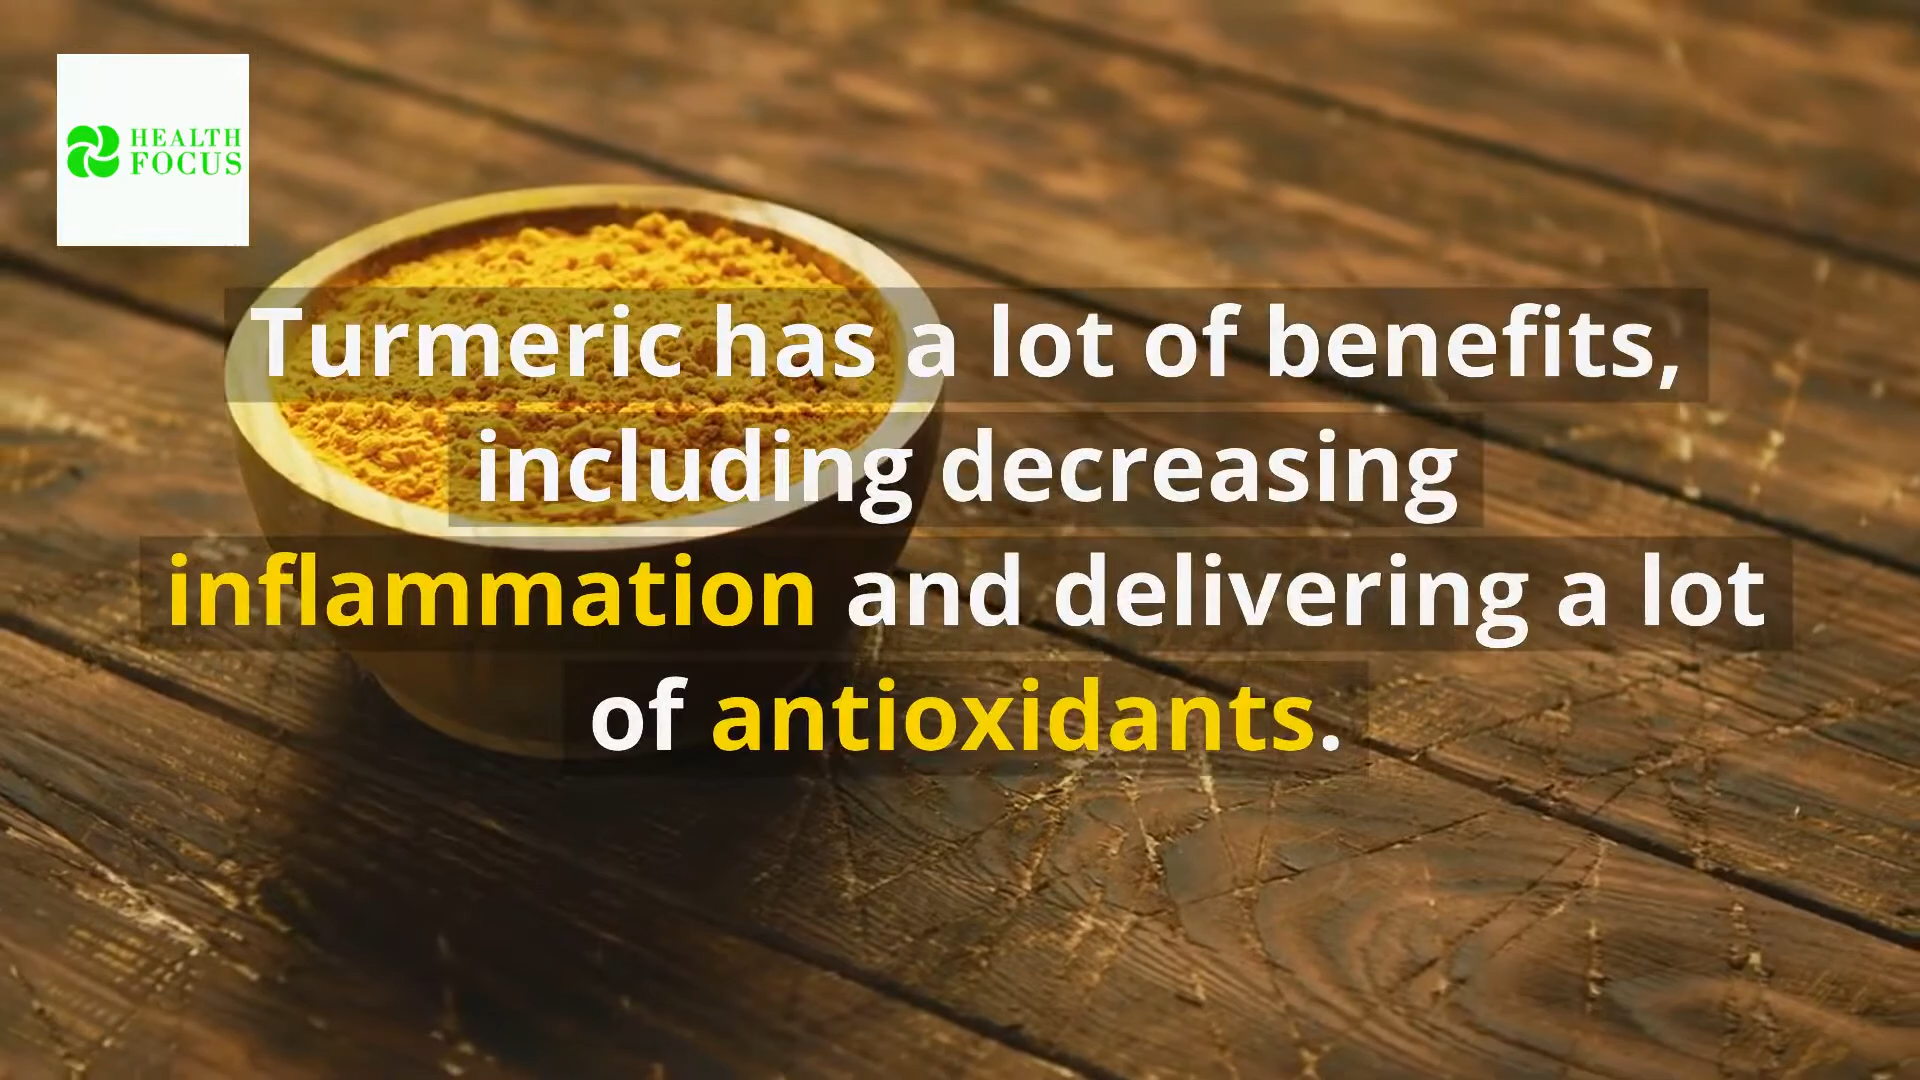 HEALTH
FOCUS
Turmeric has a lot of benefits,
including decreasing
inflammation and delivering a lot
of antioxidants.